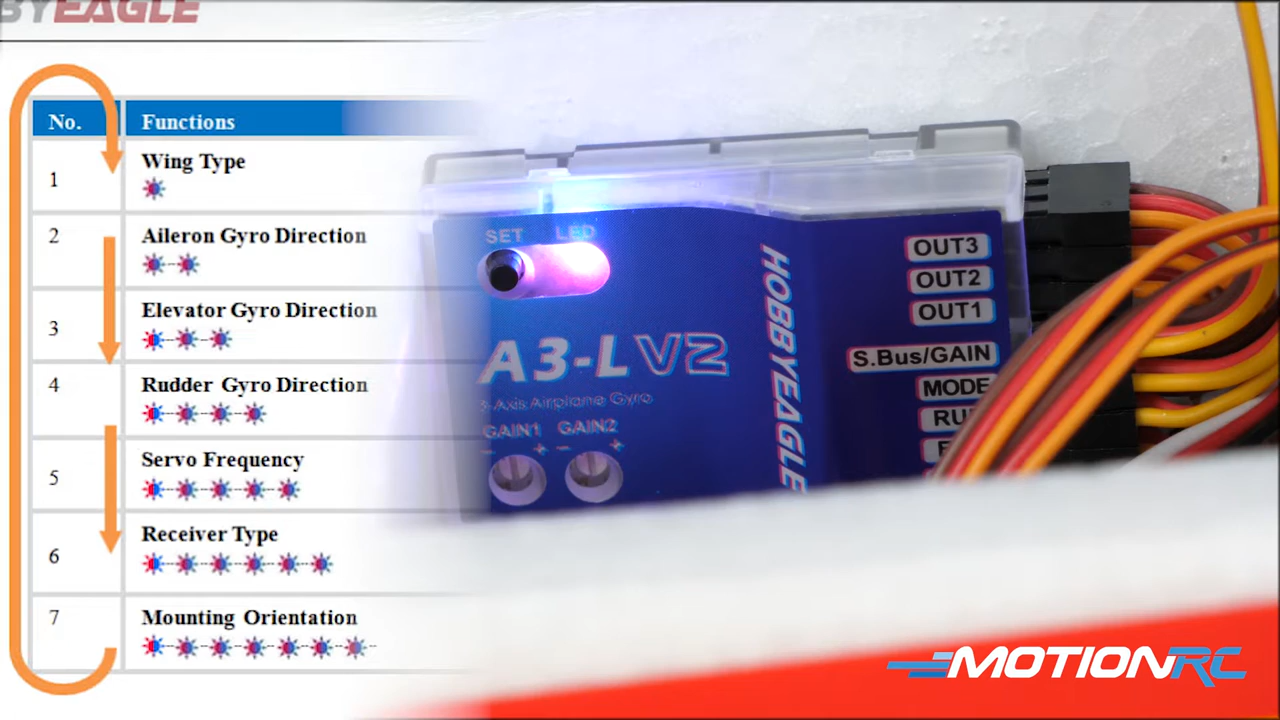 BYEAGLE
No. Functions
1 Wing Type
2 Aileron Gyro Direction
3 Elevator Gyro Direction
4 Rudder Gyro Direction
5 Servo Frequency
6 Receiver Type
7 Mounting Orientation
SET LED
A3-L V2
3-Axis Airplane Gyro
GAIN1 GAIN2
- + - +
HOBBYEAGLE
OUT3
OUT2
OUT1
S.Bus/GAIN
MODE
MOTIONRC